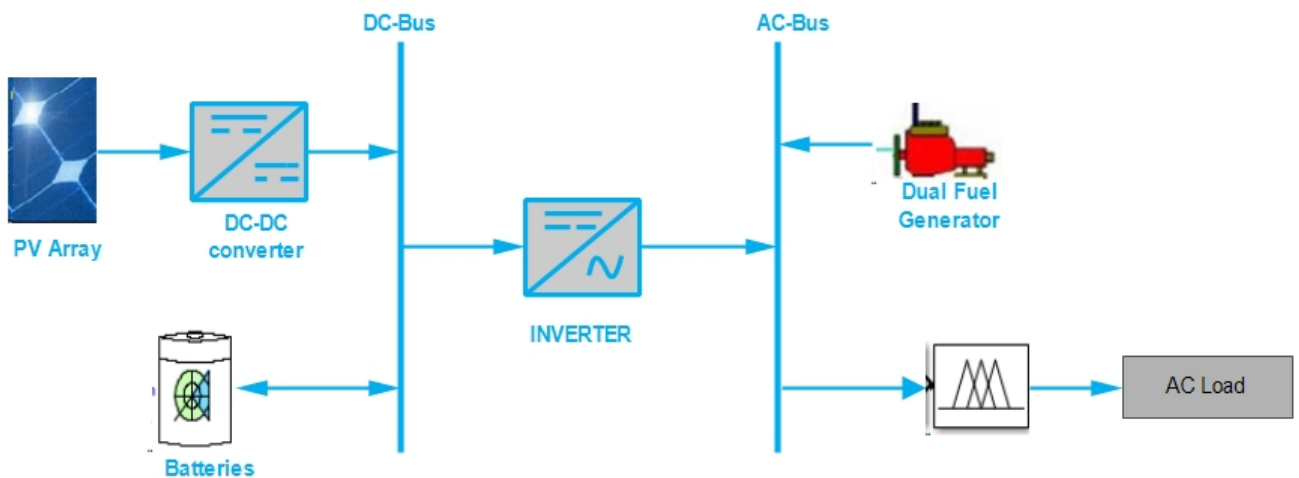 DC-Bus
AC-Bus
PV Array
DC-DC
converter
INVERTER
Batteries
Dual Fuel
Generator
AC Load